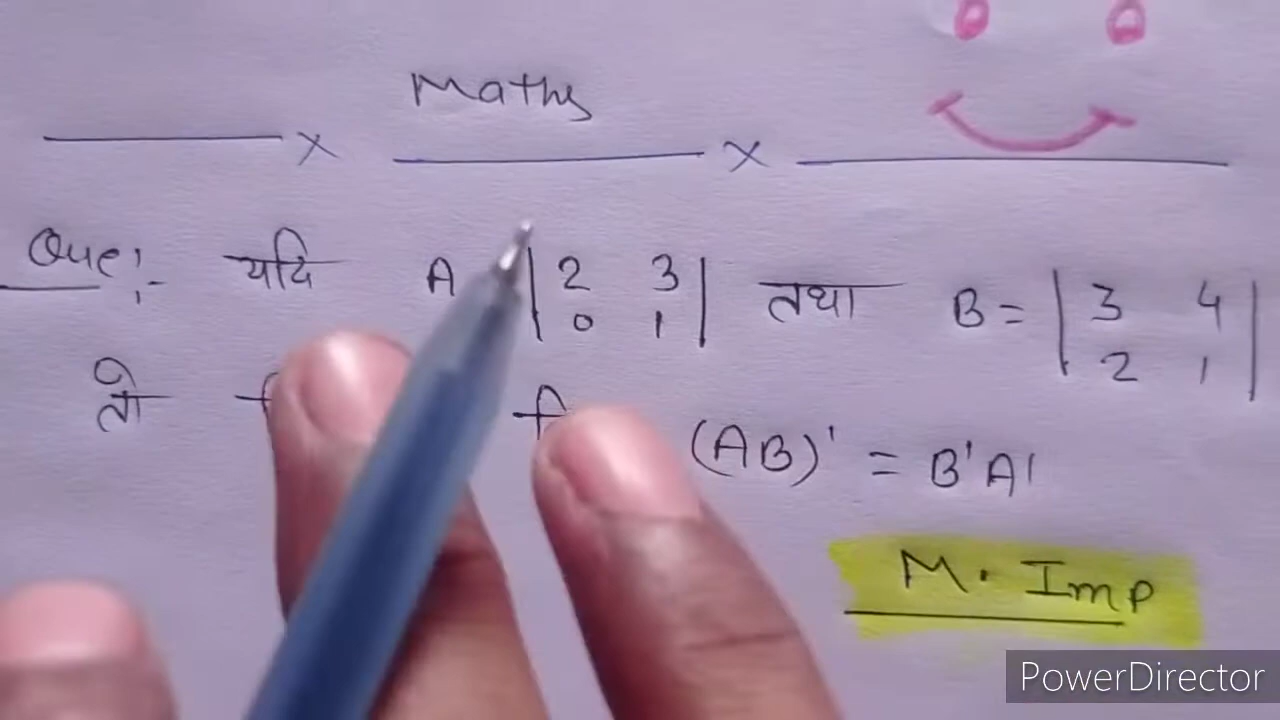 Maths
Que:- यदि A |2 3| तथा B = |3 4|
|0 1| |2 1|
तो (AB)' = B'A'
M. Imp
PowerDirector